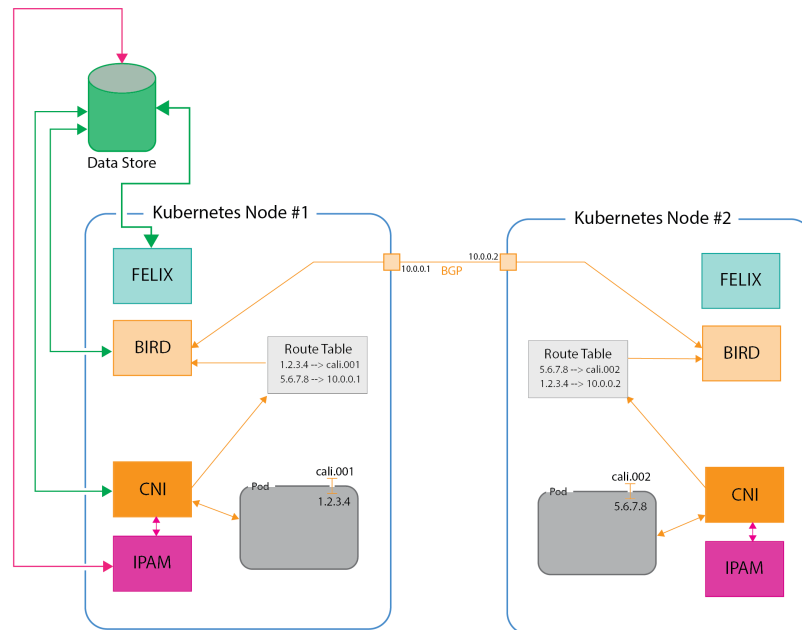 Data Store
Kubernetes Node #1
FELIX
BIRD
10.0.0.1
BGP
Route Table
1.2.3.4 --> cali.001
5.6.7.8 --> 10.0.0.1
CNI
IPAM
cali.001
Pod
1.2.3.4
Kubernetes Node #2
10.0.0.2
FELIX
BIRD
Route Table
5.6.7.8 --> cali.002
1.2.3.4 --> 10.0.0.2
cali.002
Pod
5.6.7.8
CNI
IPAM